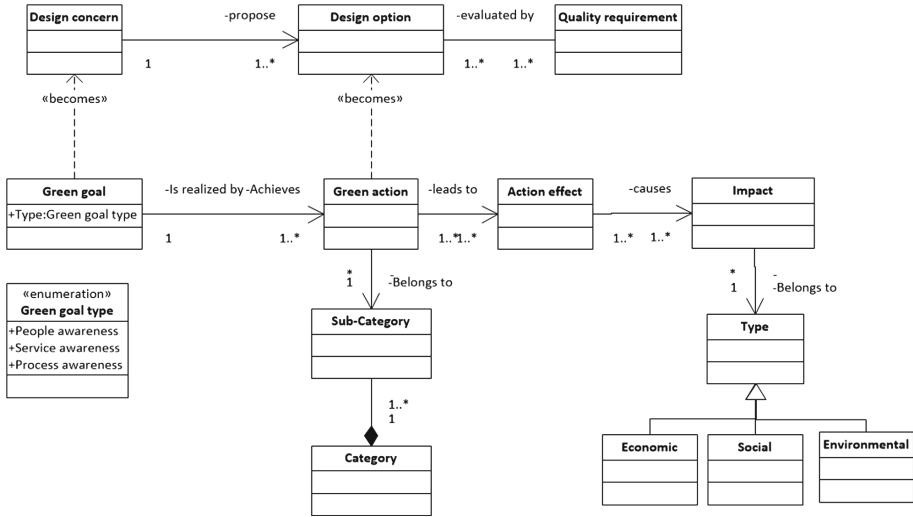 Design concern
-propose
Design option
-evaluated by
Quality requirement
1
1..*
1..*
1..*
«becomes»
«becomes»
Green goal
+Type:Green goal type
-Is realized by -Achieves
Green action
-leads to
Action effect
-causes
Impact
1
1..*
1..*1..*
1..*
1..*
*
1
-
-Belongs to
*
1
-
-Belongs to
«enumeration»
Green goal type
+People awareness
+Service awareness
+Process awareness
Sub-Category
Type
1..*
1
Category
Economic
Social
Environmental